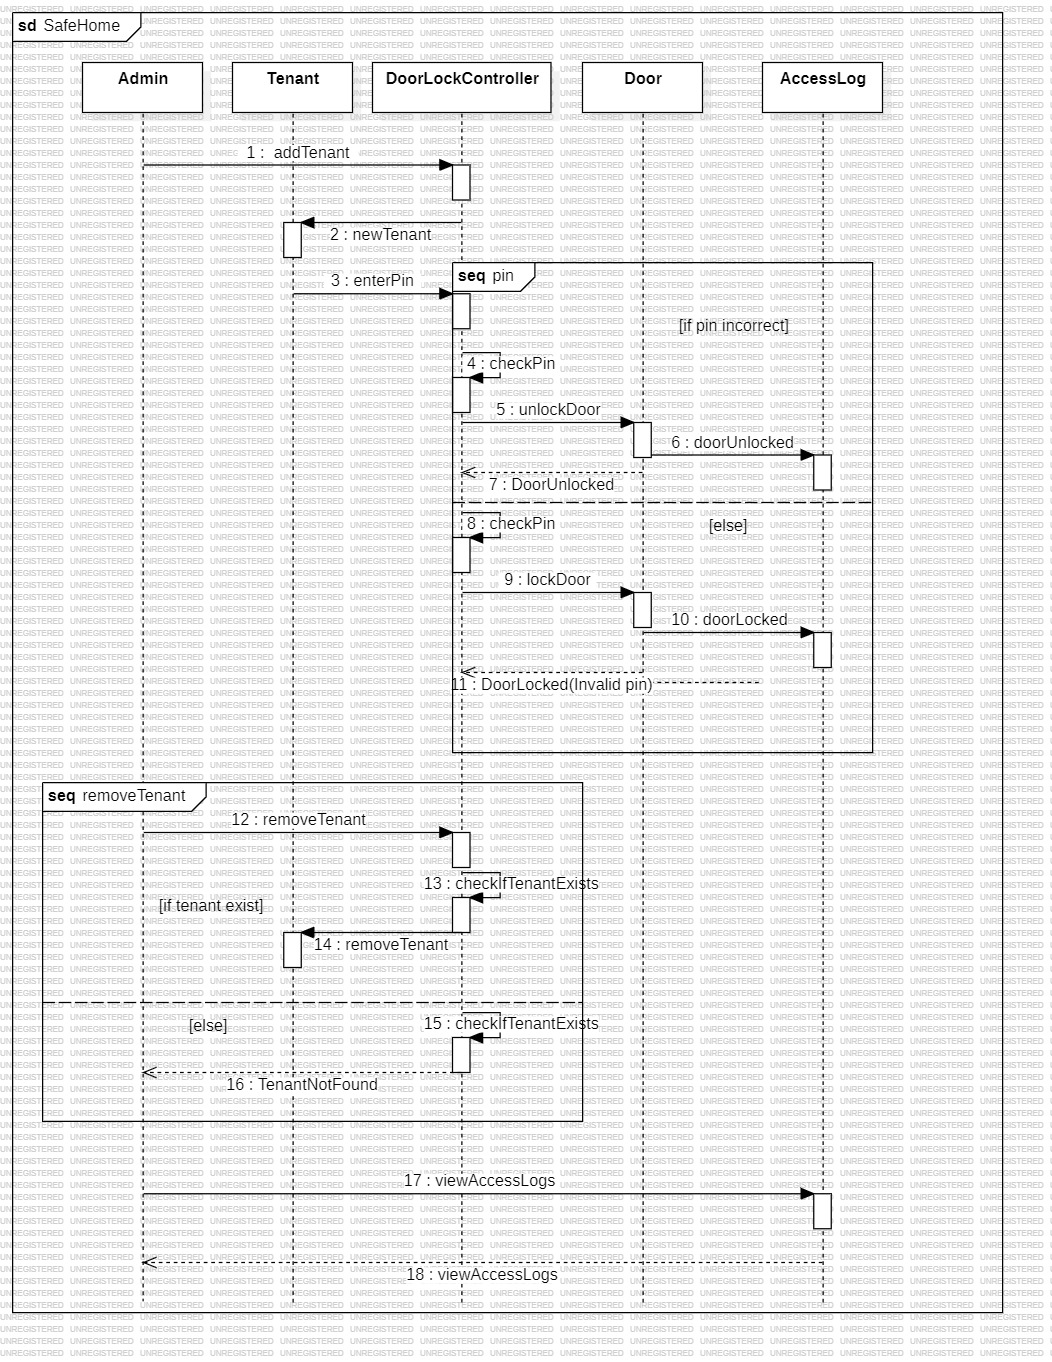 sd SafeHome
Admin
Tenant
DoorLockController
Door
AccessLog
1 : addTenant
2 : newTenant
seq pin
3 : enterPin
[if pin incorrect]
4 : checkPin
5 : unlockDoor
6 : doorUnlocked
7 : DoorUnlocked
8 : checkPin
[else]
9 : lockDoor
10 : doorLocked
11 : DoorLocked(Invalid pin)
seq removeTenant
12 : removeTenant
13 : checkIfTenantExists
[if tenant exist]
14 : removeTenant
15 : checkIfTenantExists
[else]
16 : TenantNotFound
17 : viewAccessLogs
18 : viewAccessLogs
UNREGISTERED